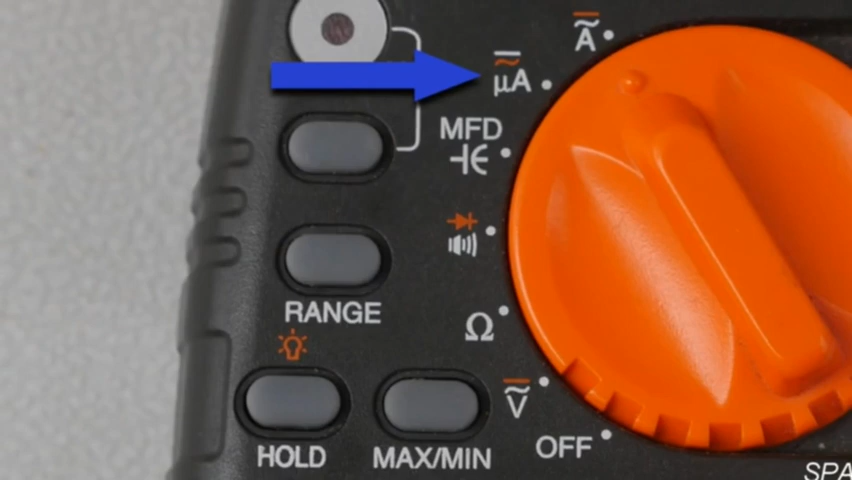 A
µA
MFD
RANGE
Ω
V
OFF
HOLD
MAX/MIN
SPA